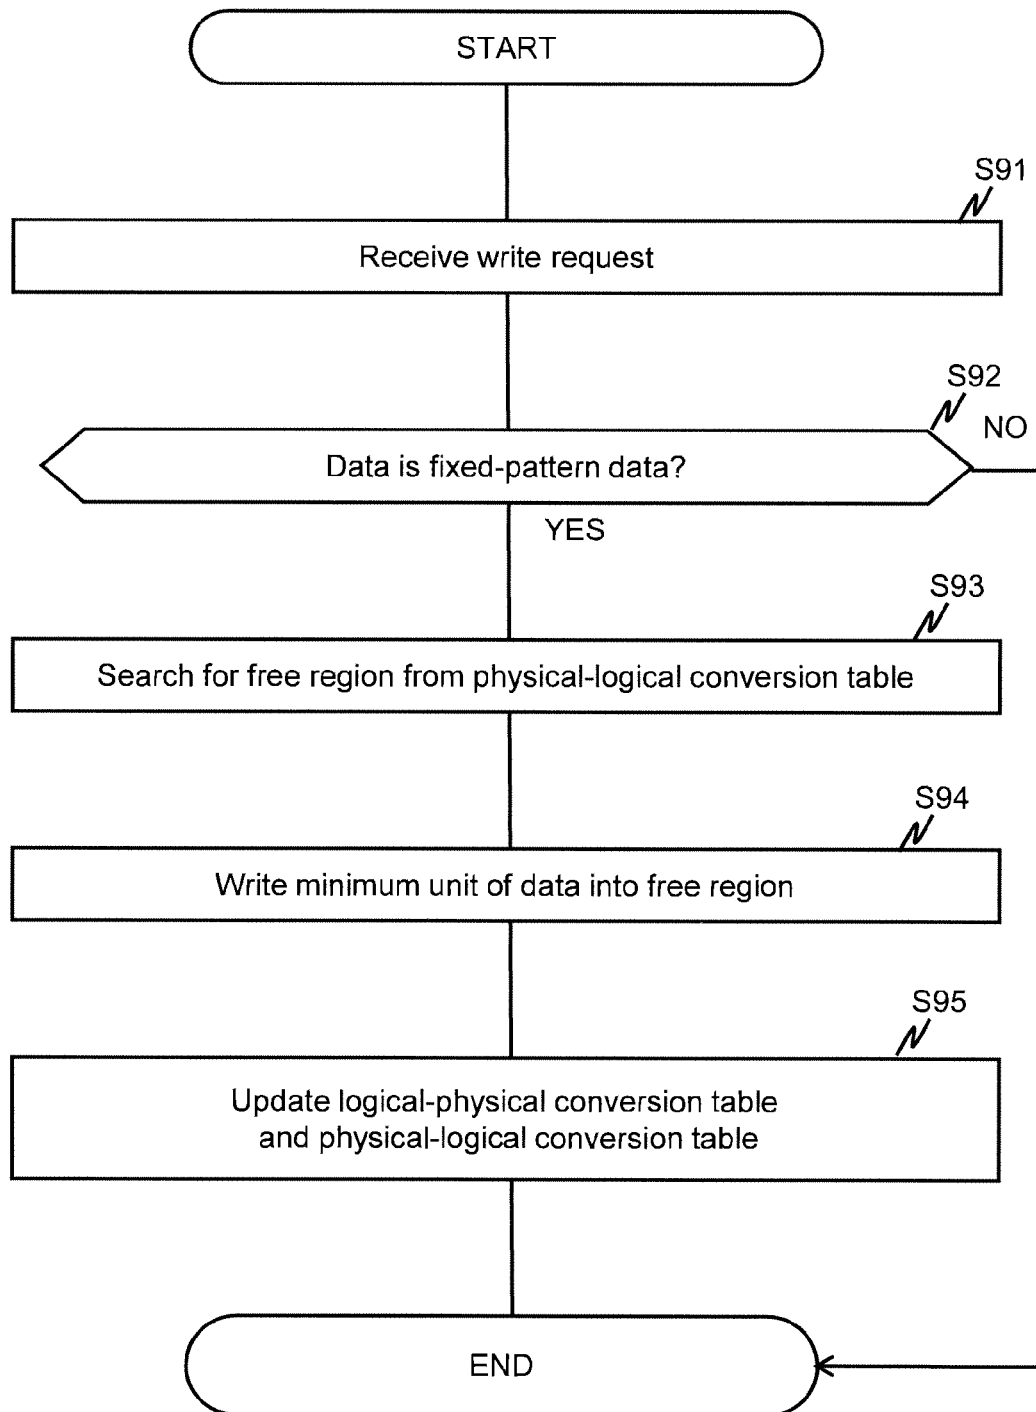 START
S91
Receive write request
S92
NO
Data is fixed-pattern data?
YES
S93
Search for free region from physical-logical conversion table
S94
Write minimum unit of data into free region
S95
Update logical-physical conversion table
and physical-logical conversion table
END